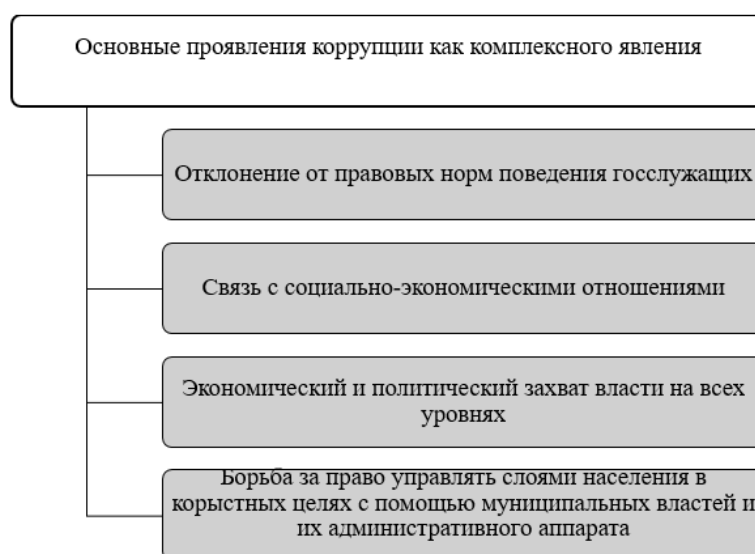 Основные проявления коррупции как комплексного явления
Отклонение от правовых норм поведения госслужащих
Связь с социально-экономическими отношениями
Экономический и политический захват власти на всех
уровнях
Борьба за право управлять слоями населения в
корыстных целях с помощью муниципальных властей и
их административного аппарата